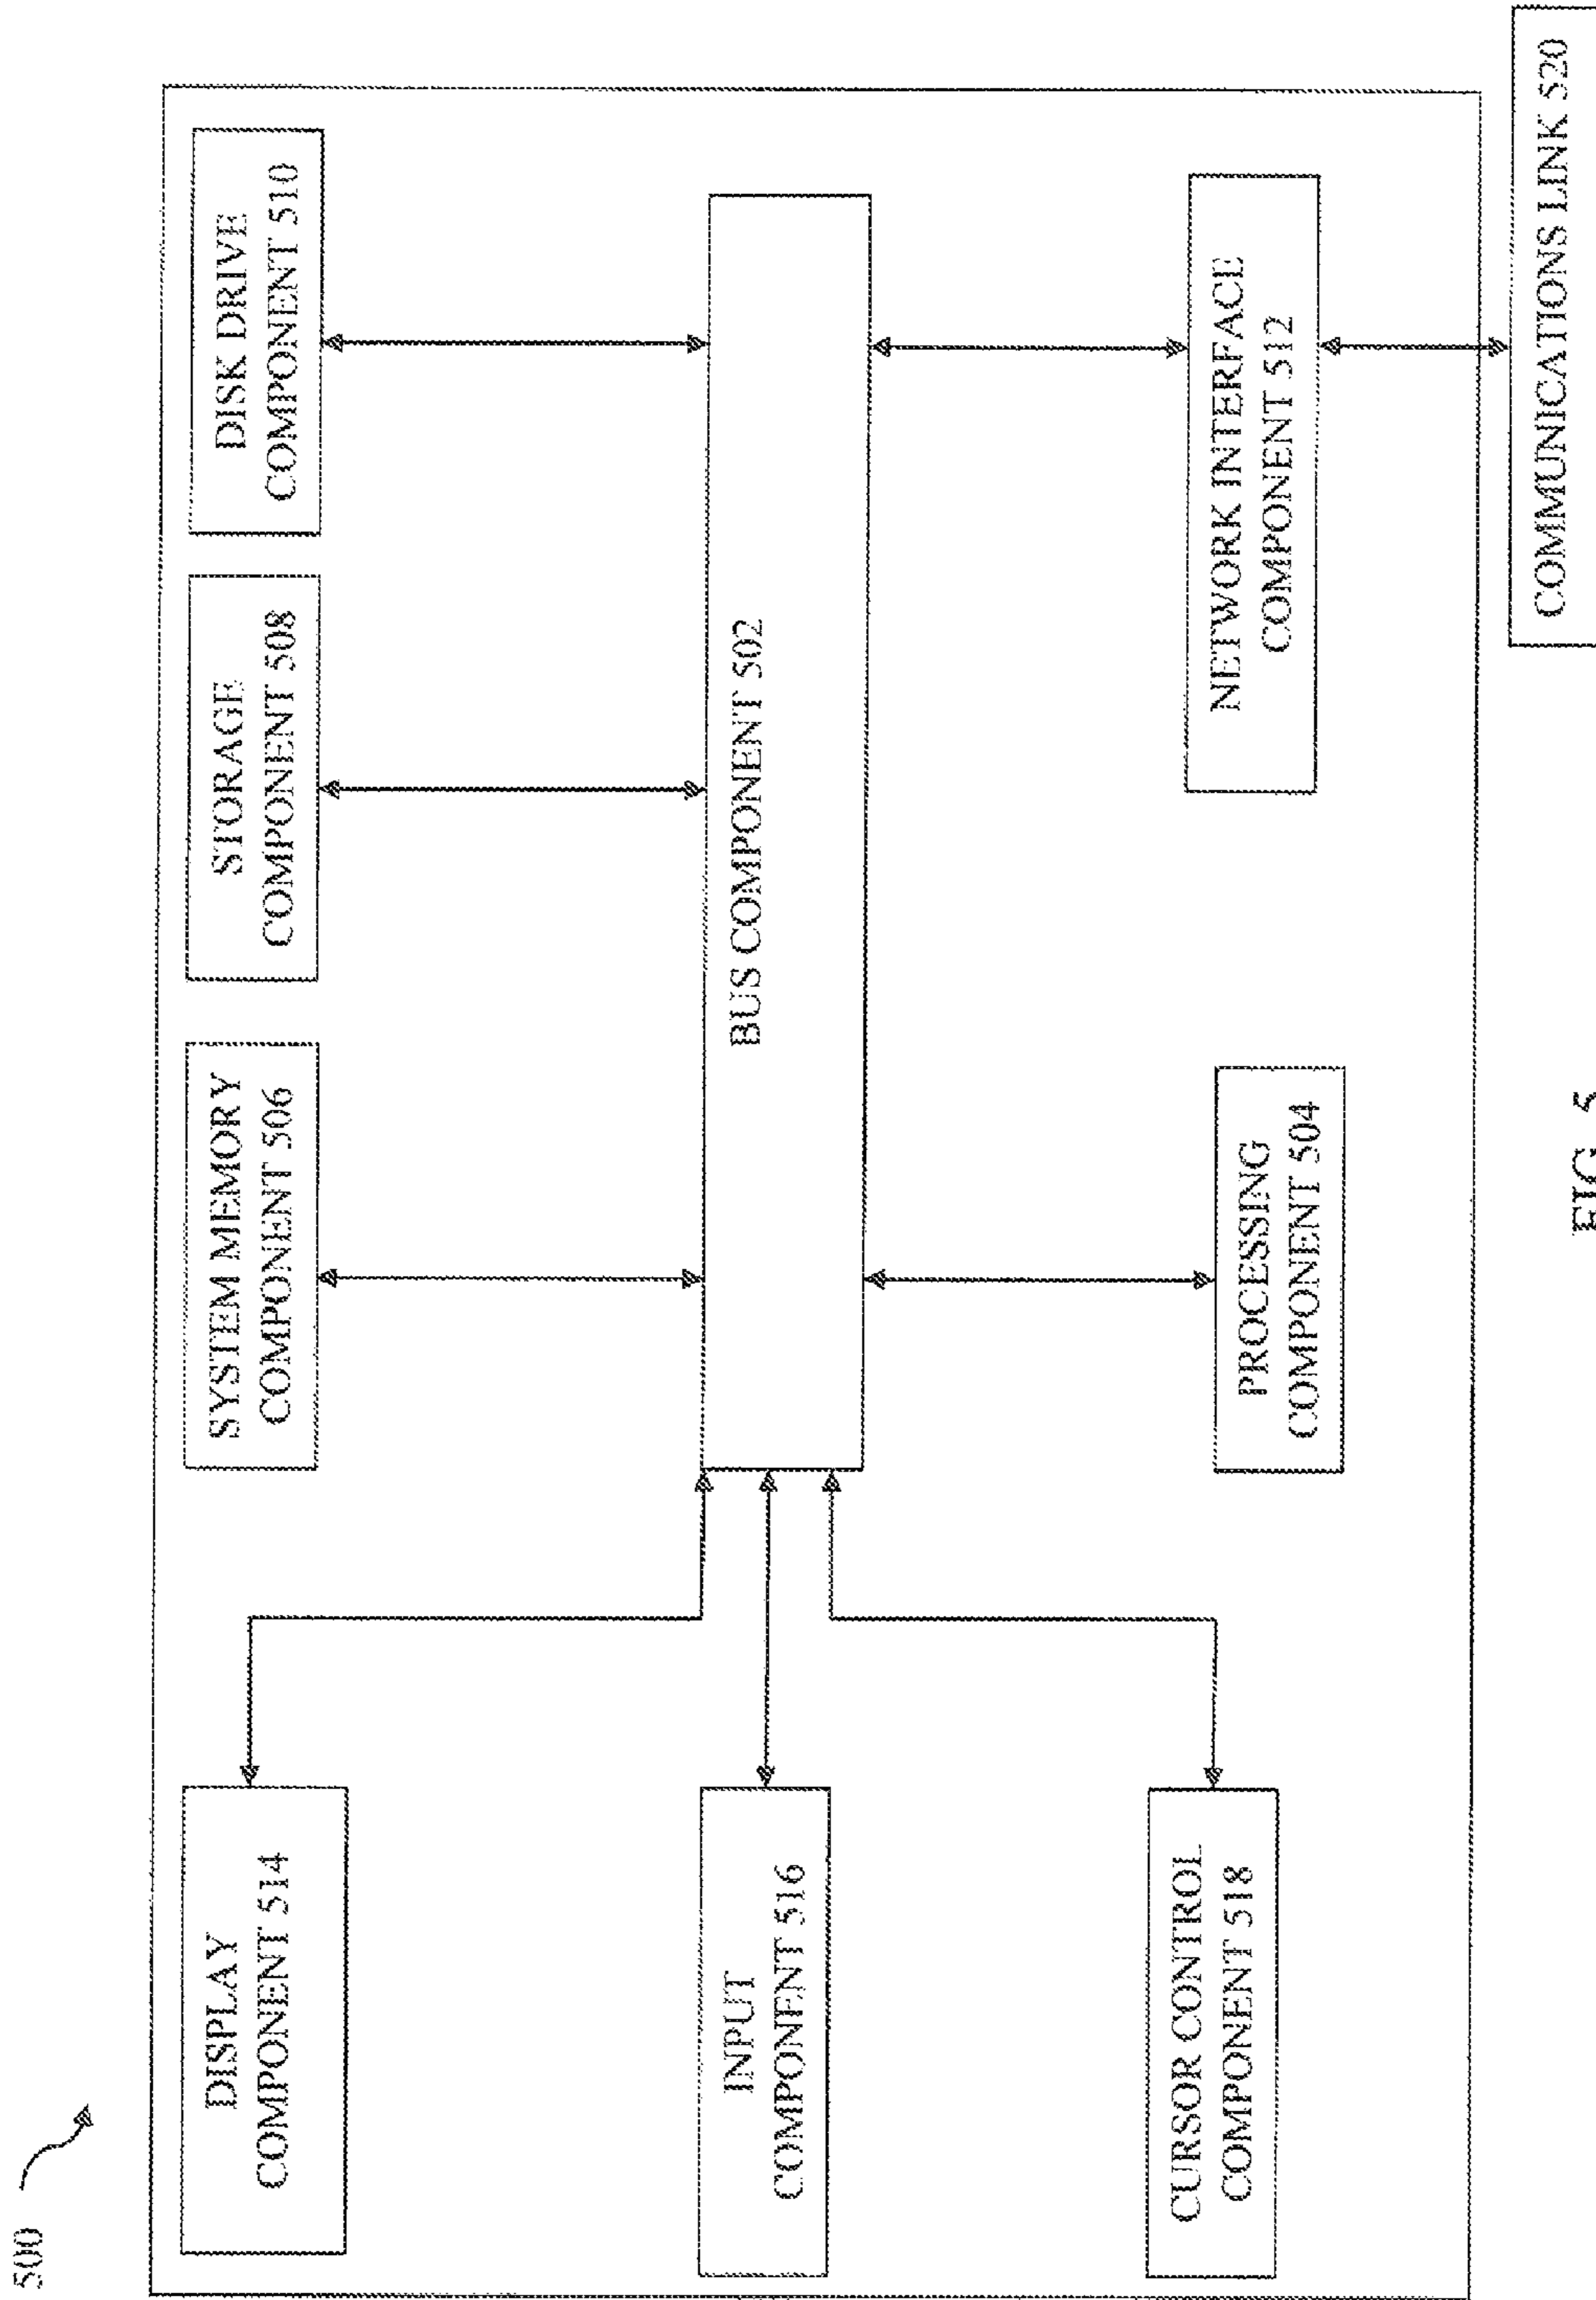 500
DISPLAY
COMPONENT 514
INPUT
COMPONENT 516
CURSOR CONTROL
COMPONENT 518
SYSTEM MEMORY
COMPONENT 506
STORAGE
COMPONENT 508
DISK DRIVE
COMPONENT 510
BUS COMPONENT 502
PROCESSING
COMPONENT 504
NETWORK INTERFACE
COMPONENT 512
COMMUNICATIONS LINK 520
FIG. 5